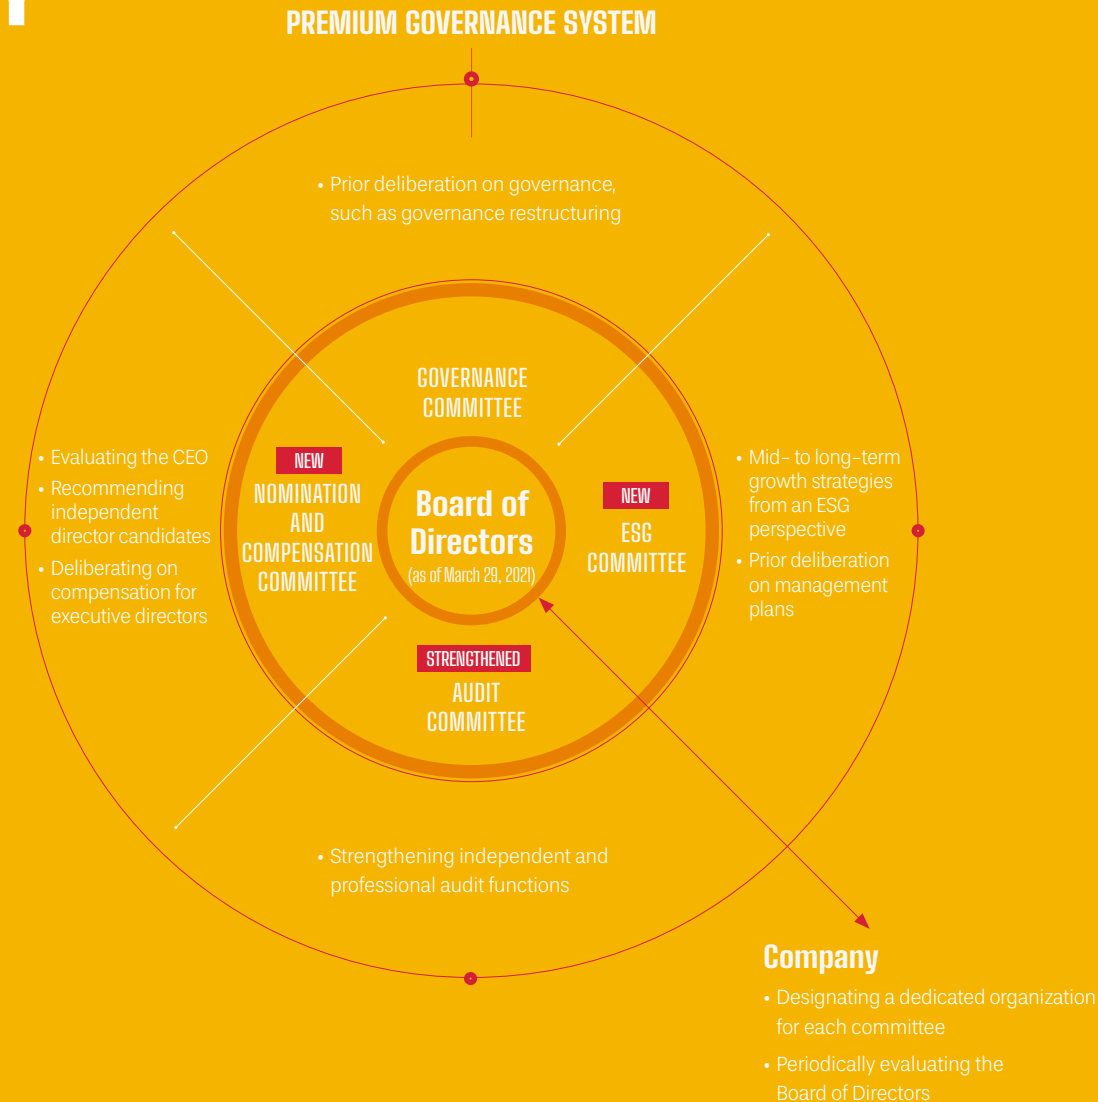 PREMIUM GOVERNANCE SYSTEM
• Prior deliberation on governance,
such as governance restructuring
GOVERNANCE
COMMITTEE
• Evaluating the CEO
• Recommending
independent
director candidates
• Deliberating on
compensation for
executive directors
NEW
NOMINATION
AND
COMPENSATION
COMMITTEE
Board of
Directors
(as of March 29, 2021)
NEW
ESG
COMMITTEE
• Mid- to long-term
growth strategies
from an ESG
perspective
• Prior deliberation
on management
plans
STRENGTHENED
AUDIT
COMMITTEE
• Strengthening independent and
professional audit functions
Company
• Designating a dedicated organization
for each committee
• Periodically evaluating the
Board of Directors